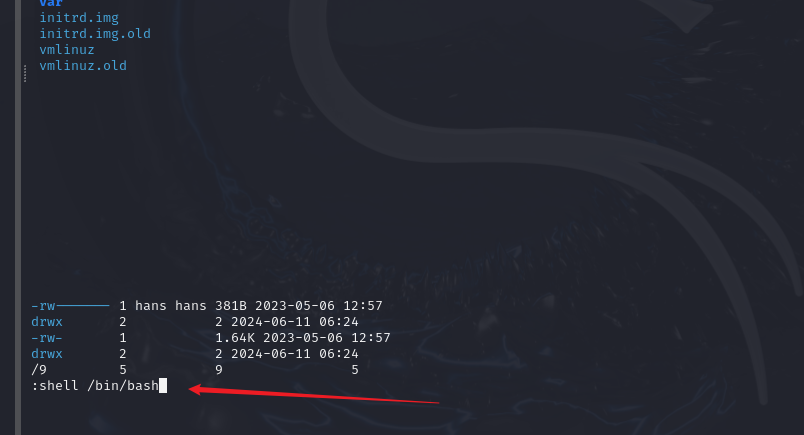 var
initrd.img
initrd.img.old
vmlinuz
vmlinuz.old
-rw------- 1 hans hans 381B 2023-05-06 12:57
drwx 2 2 2024-06-11 06:24
-rw- 1 1.64K 2023-05-06 12:57
drwx 2 2 2024-06-11 06:24
/9 5 9 5
:shell /bin/bash